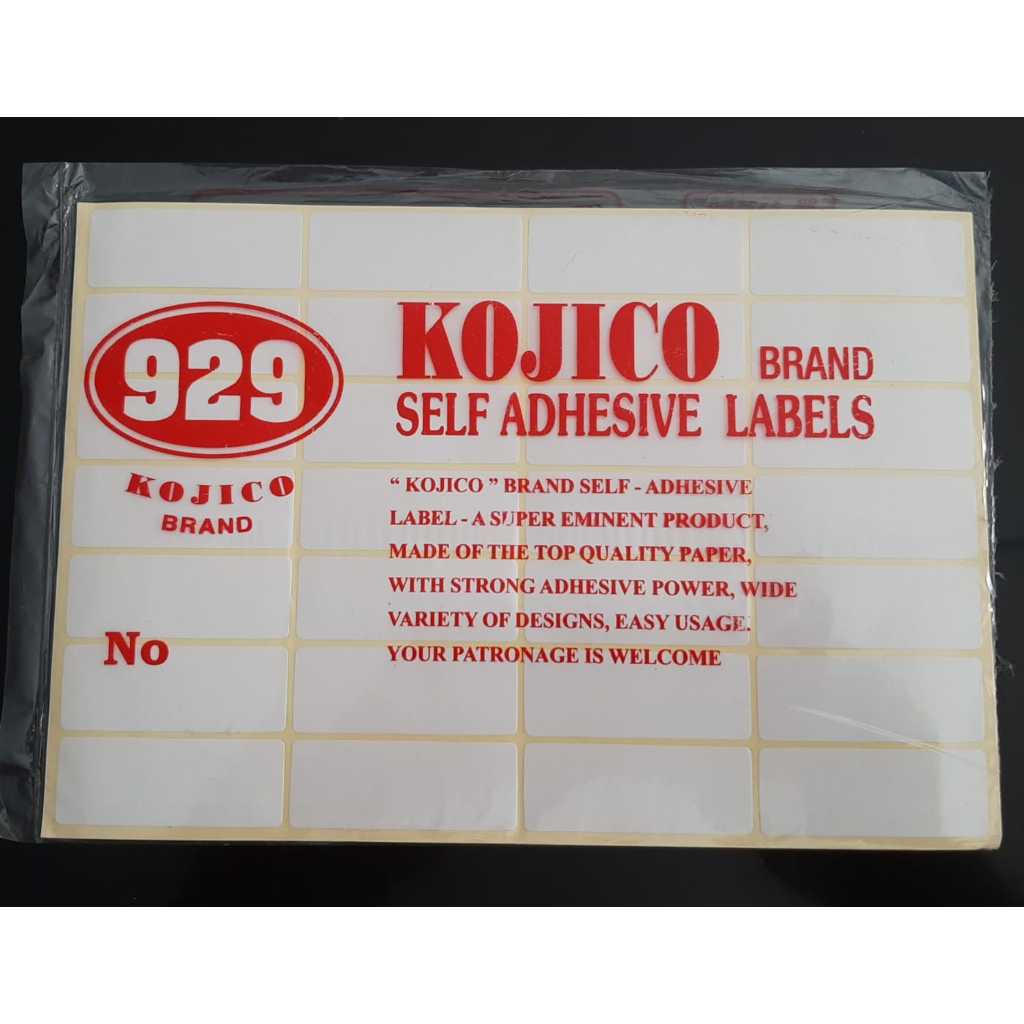 929
KOJICO
BRAND
No
KOJICO BRAND
SELF ADHESIVE LABELS
“ KOJICO ” BRAND SELF - ADHESIVE
LABEL - A SUPER EMINENT PRODUCT,
MADE OF THE TOP QUALITY PAPER,
WITH STRONG ADHESIVE POWER, WIDE
VARIETY OF DESIGNS, EASY USAGE.
YOUR PATRONAGE IS WELCOME